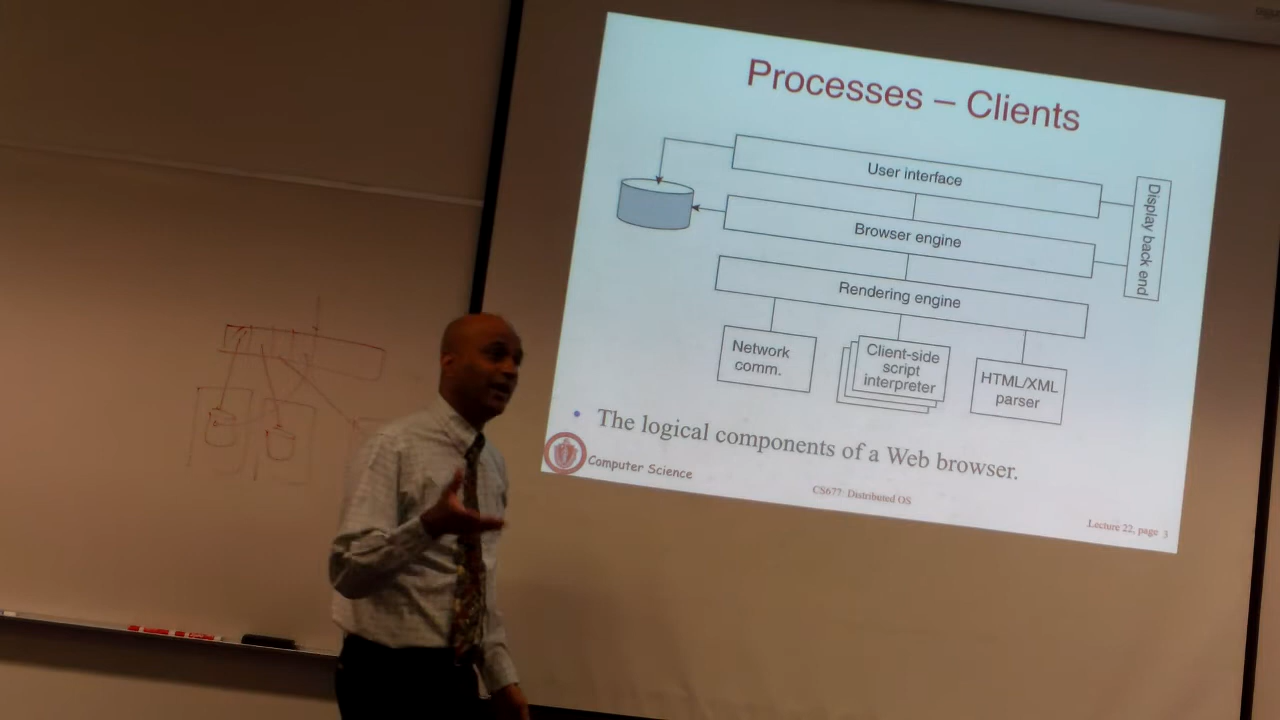 Processes – Clients
User interface
Browser engine
Display back end
Rendering engine
Network
comm.
Client-side
script
interpreter
HTML/XML
parser
• The logical components of a Web browser.
Computer Science
CS677: Distributed OS
Lecture 22, page 3